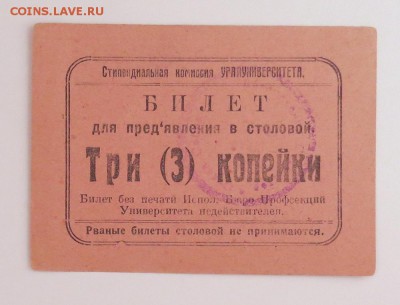 COINS.LAVE.RU
Стипендиальная комиссия УРАЛУНИВЕРСИТЕТА.
БИЛЕТ
для пред'явления в столовой.
Три (3) копейки
Билет без печати Испол. Бюро Профсекций
Университета недействителен.
Рваные билеты столовой не принимаются.